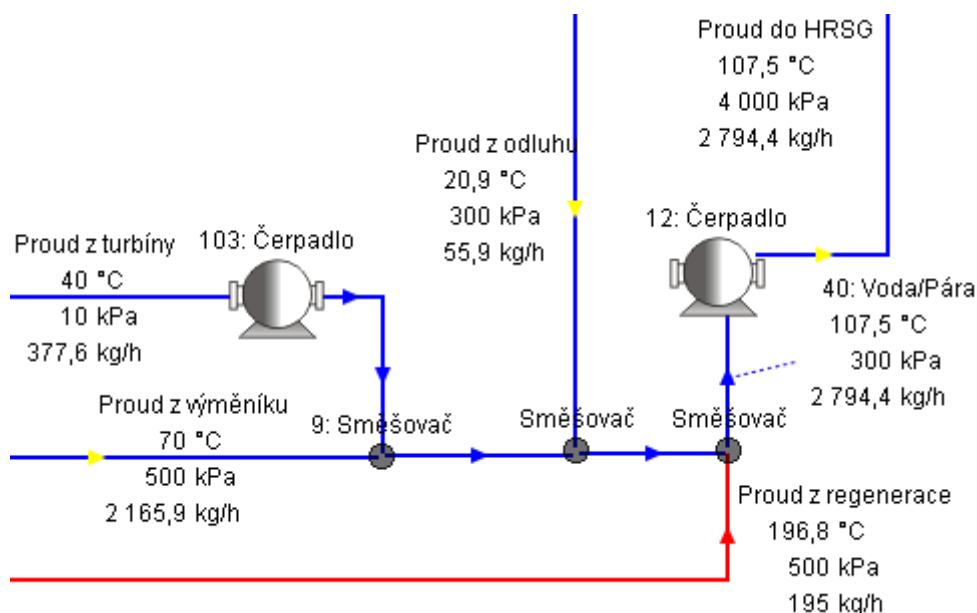 Proud do HRSG
107,5 °C
4 000 kPa
2 794,4 kg/h
Proud z odluhu
20,9 °C
300 kPa
55,9 kg/h
12: Čerpadlo
Proud z turbíny
40 °C
10 kPa
377,6 kg/h
103: Čerpadlo
40: Voda/Pára
107,5 °C
300 kPa
2 794,4 kg/h
Proud z výměníku
70 °C
500 kPa
2 165,9 kg/h
9: Směšovač
Směšovač
Směšovač
Proud z regenerace
196,8 °C
500 kPa
195 kg/h